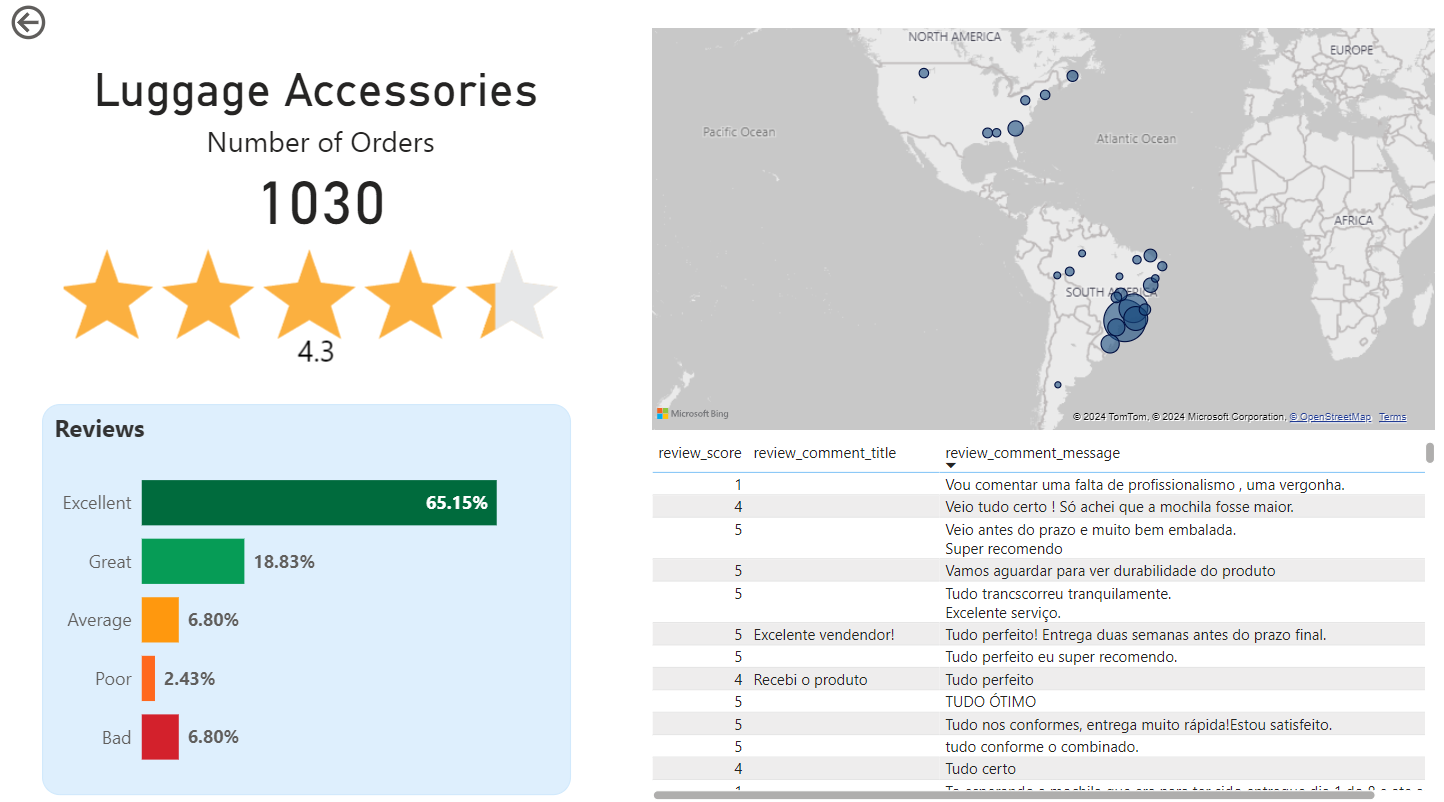 Luggage Accessories
Number of Orders
1030
4.3
Reviews
Excellent 65.15%
Great 18.83%
Average 6.80%
Poor 2.43%
Bad 6.80%
NORTH AMERICA
EUROPE
Pacific Ocean
Atlantic Ocean
AFRICA
SOUTH AMERICA
Microsoft Bing
© 2024 TomTom, © 2024 Microsoft Corporation, © OpenStreetMap Terms
review_score review_comment_title review_comment_message
1 Vou comentar uma falta de profissionalismo , uma vergonha.
4 Veio tudo certo ! Só achei que a mochila fosse maior.
5 Veio antes do prazo e muito bem embalada.
Super recomendo
5 Vamos aguardar para ver durabilidade do produto
5 Tudo trancscorreu tranquilamente.
Excelente serviço.
5 Excelente vendendor! Tudo perfeito! Entrega duas semanas antes do prazo final.
5 Tudo perfeito eu super recomendo.
4 Recebi o produto Tudo perfeito
5 TUDO ÓTIMO
5 Tudo nos conformes, entrega muito rápida!Estou satisfeito.
5 tudo conforme o combinado.
4 Tudo certo